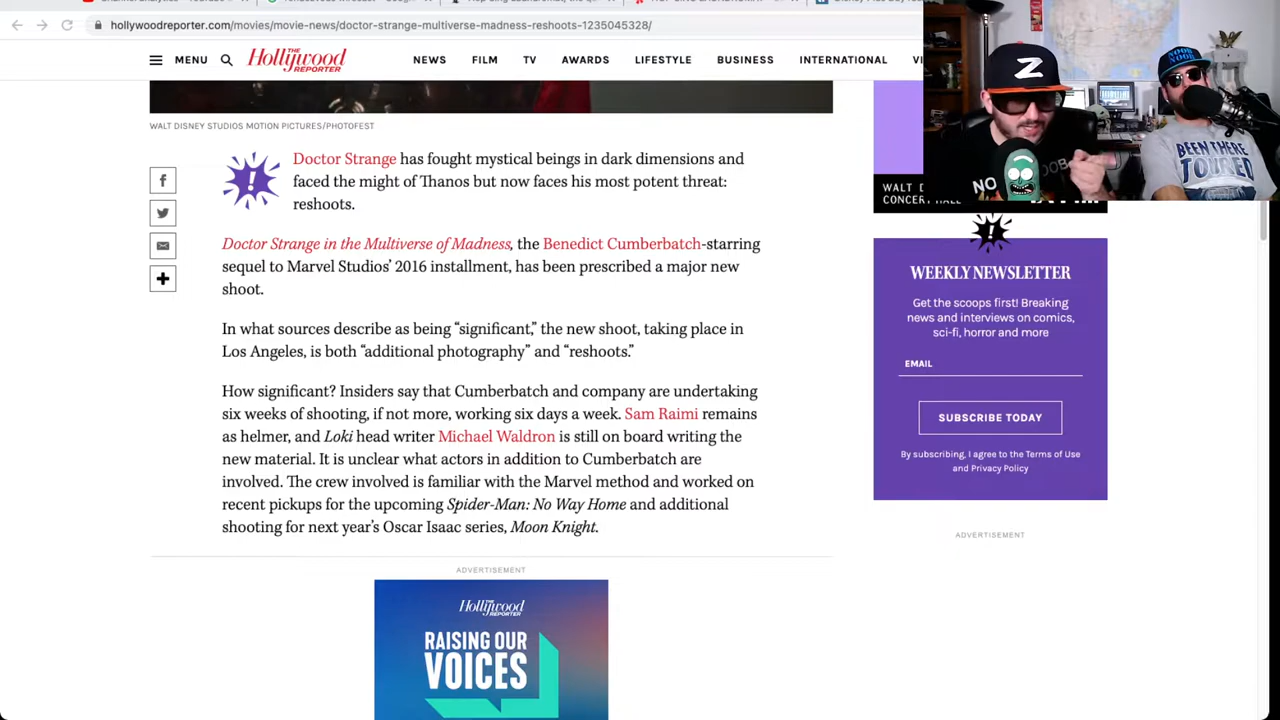 hollywoodreporter.com/movies/movie-news/doctor-strange-multiverse-madness-reshoots-1235045328/
MENU
THE Hollywood REPORTER
NEWS FILM TV AWARDS LIFESTYLE BUSINESS INTERNATIONAL
WALT DISNEY STUDIOS MOTION PICTURES/PHOTOFEST
Doctor Strange has fought mystical beings in dark dimensions and
faced the might of Thanos but now faces his most potent threat:
reshoots.
Doctor Strange in the Multiverse of Madness, the Benedict Cumberbatch-starring
sequel to Marvel Studios’ 2016 installment, has been prescribed a major new
shoot.
In what sources describe as being “significant,” the new shoot, taking place in
Los Angeles, is both “additional photography” and “reshoots.”
How significant? Insiders say that Cumberbatch and company are undertaking
six weeks of shooting, if not more, working six days a week. Sam Raimi remains
as helmer, and Loki head writer Michael Waldron is still on board writing the
new material. It is unclear what actors in addition to Cumberbatch are
involved. The crew involved is familiar with the Marvel method and worked on
recent pickups for the upcoming Spider-Man: No Way Home and additional
shooting for next year’s Oscar Isaac series, Moon Knight.
ADVERTISEMENT
THE Hollywood REPORTER
RAISING OUR
VOICES
Z
NOOB
NOOB
BEEN THERE
NO
WALT D
CONCERT HALL
WEEKLY NEWSLETTER
Get the scoops first! Breaking
news and interviews on comics,
sci-fi, horror and more
EMAIL
SUBSCRIBE TODAY
By subscribing, I agree to the Terms of Use
and Privacy Policy
ADVERTISEMENT